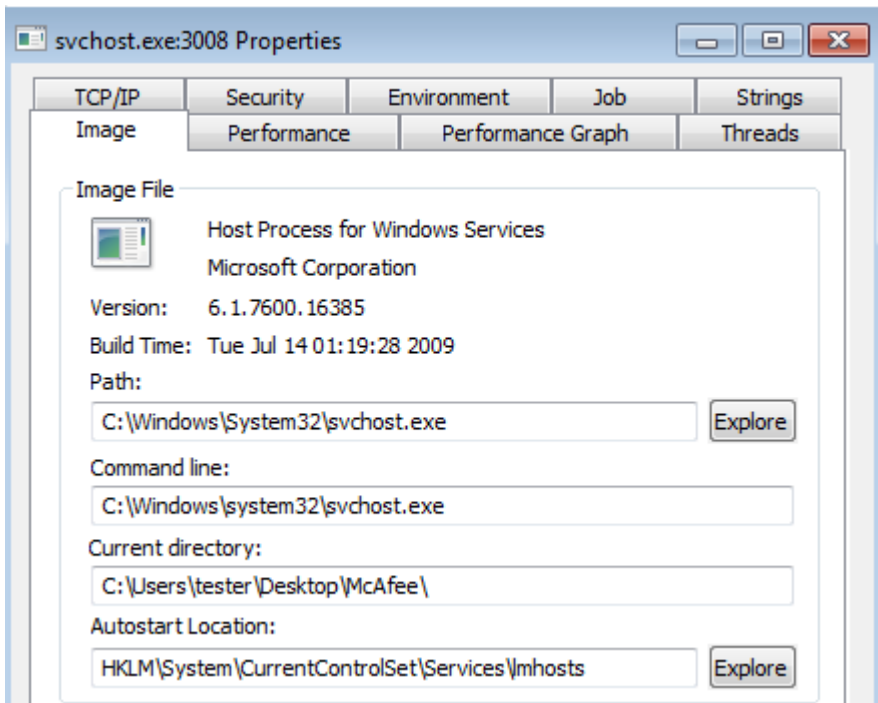 svchost.exe:3008 Properties
TCP/IP Security Environment Job Strings
Image Performance Performance Graph Threads
Image File
Host Process for Windows Services
Microsoft Corporation
Version: 6.1.7600.16385
Build Time: Tue Jul 14 01:19:28 2009
Path:
C:\Windows\System32\svchost.exe Explore
Command line:
C:\Windows\system32\svchost.exe
Current directory:
C:\Users\tester\Desktop\McAfee\
Autostart Location:
HKLM\System\CurrentControlSet\Services\lmhosts Explore